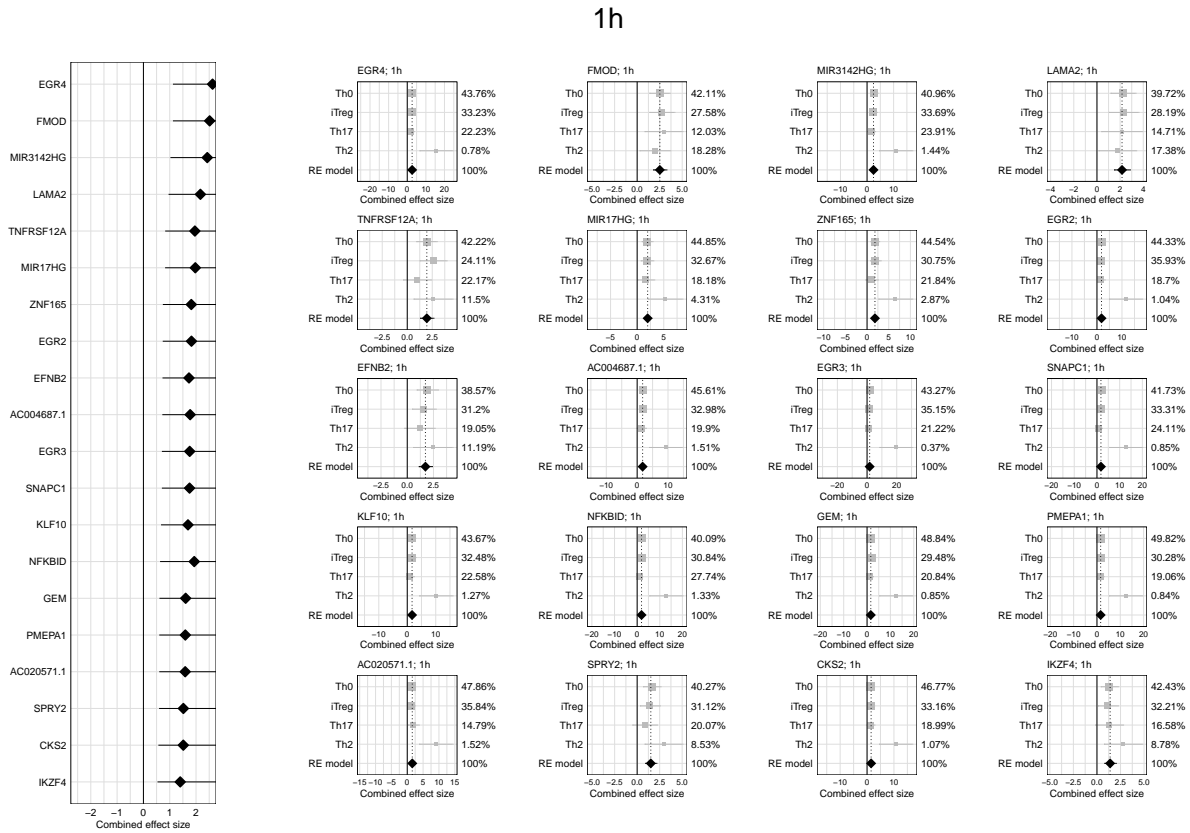 1h
EGR4
FMOD
MIR3142HG
LAMA2
TNFRSF12A
MIR17HG
ZNF165
EGR2
EFNB2
AC004687.1
EGR3
SNAPC1
KLF10
NFKBID
GEM
PMEPA1
AC020571.1
SPRY2
CKS2
IKZF4
−2 −1 0 1 2
Combined effect size
EGR4; 1h
Th0 43.76%
iTreg 33.23%
Th17 22.23%
Th2 0.78%
RE model 100%
−20 −10 0 10 20
Combined effect size
FMOD; 1h
Th0 42.11%
iTreg 27.58%
Th17 12.03%
Th2 18.28%
RE model 100%
−5.0 −2.5 0.0 2.5 5.0
Combined effect size
MIR3142HG; 1h
Th0 40.96%
iTreg 33.69%
Th17 23.91%
Th2 1.44%
RE model 100%
−10 0 10
Combined effect size
LAMA2; 1h
Th0 39.72%
iTreg 28.19%
Th17 14.71%
Th2 17.38%
RE model 100%
−4 −2 0 2 4
Combined effect size
TNFRSF12A; 1h
Th0 42.22%
iTreg 24.11%
Th17 22.17%
Th2 11.5%
RE model 100%
−5.0 −2.5 0.0 2.5
Combined effect size
MIR17HG; 1h
Th0 44.85%
iTreg 32.67%
Th17 18.18%
Th2 4.31%
RE model 100%
−5 0 5
Combined effect size
ZNF165; 1h
Th0 44.54%
iTreg 30.75%
Th17 21.84%
Th2 2.87%
RE model 100%
−10 −5 0 5 10
Combined effect size
EGR2; 1h
Th0 44.33%
iTreg 35.93%
Th17 18.7%
Th2 1.04%
RE model 100%
−10 0 10
Combined effect size
EFNB2; 1h
Th0 38.57%
iTreg 31.2%
Th17 19.05%
Th2 11.19%
RE model 100%
−2.5 0.0 2.5
Combined effect size
AC004687.1; 1h
Th0 45.61%
iTreg 32.98%
Th17 19.9%
Th2 1.51%
RE model 100%
−10 0 10
Combined effect size
EGR3; 1h
Th0 43.27%
iTreg 35.15%
Th17 21.22%
Th2 0.37%
RE model 100%
−20 0 20
Combined effect size
SNAPC1; 1h
Th0 41.73%
iTreg 33.31%
Th17 24.11%
Th2 0.85%
RE model 100%
−20 −10 0 10 20
Combined effect size
KLF10; 1h
Th0 43.67%
iTreg 32.48%
Th17 22.58%
Th2 1.27%
RE model 100%
−10 0 10
Combined effect size
NFKBID; 1h
Th0 40.09%
iTreg 30.84%
Th17 27.74%
Th2 1.33%
RE model 100%
−20 −10 0 10 20
Combined effect size
GEM; 1h
Th0 48.84%
iTreg 29.48%
Th17 20.84%
Th2 0.85%
RE model 100%
−20 −10 0 10 20
Combined effect size
PMEPA1; 1h
Th0 49.82%
iTreg 30.28%
Th17 19.06%
Th2 0.84%
RE model 100%
−20 −10 0 10 20
Combined effect size
AC020571.1; 1h
Th0 47.86%
iTreg 35.84%
Th17 14.79%
Th2 1.52%
RE model 100%
−15 −10 −5 0 5 10 15
Combined effect size
SPRY2; 1h
Th0 40.27%
iTreg 31.12%
Th17 20.07%
Th2 8.53%
RE model 100%
−5.0 −2.5 0.0 2.5 5.0
Combined effect size
CKS2; 1h
Th0 46.77%
iTreg 33.16%
Th17 18.99%
Th2 1.07%
RE model 100%
−10 0 10
Combined effect size
IKZF4; 1h
Th0 42.43%
iTreg 32.21%
Th17 16.58%
Th2 8.78%
RE model 100%
−5.0 −2.5 0.0 2.5 5.0
Combined effect size